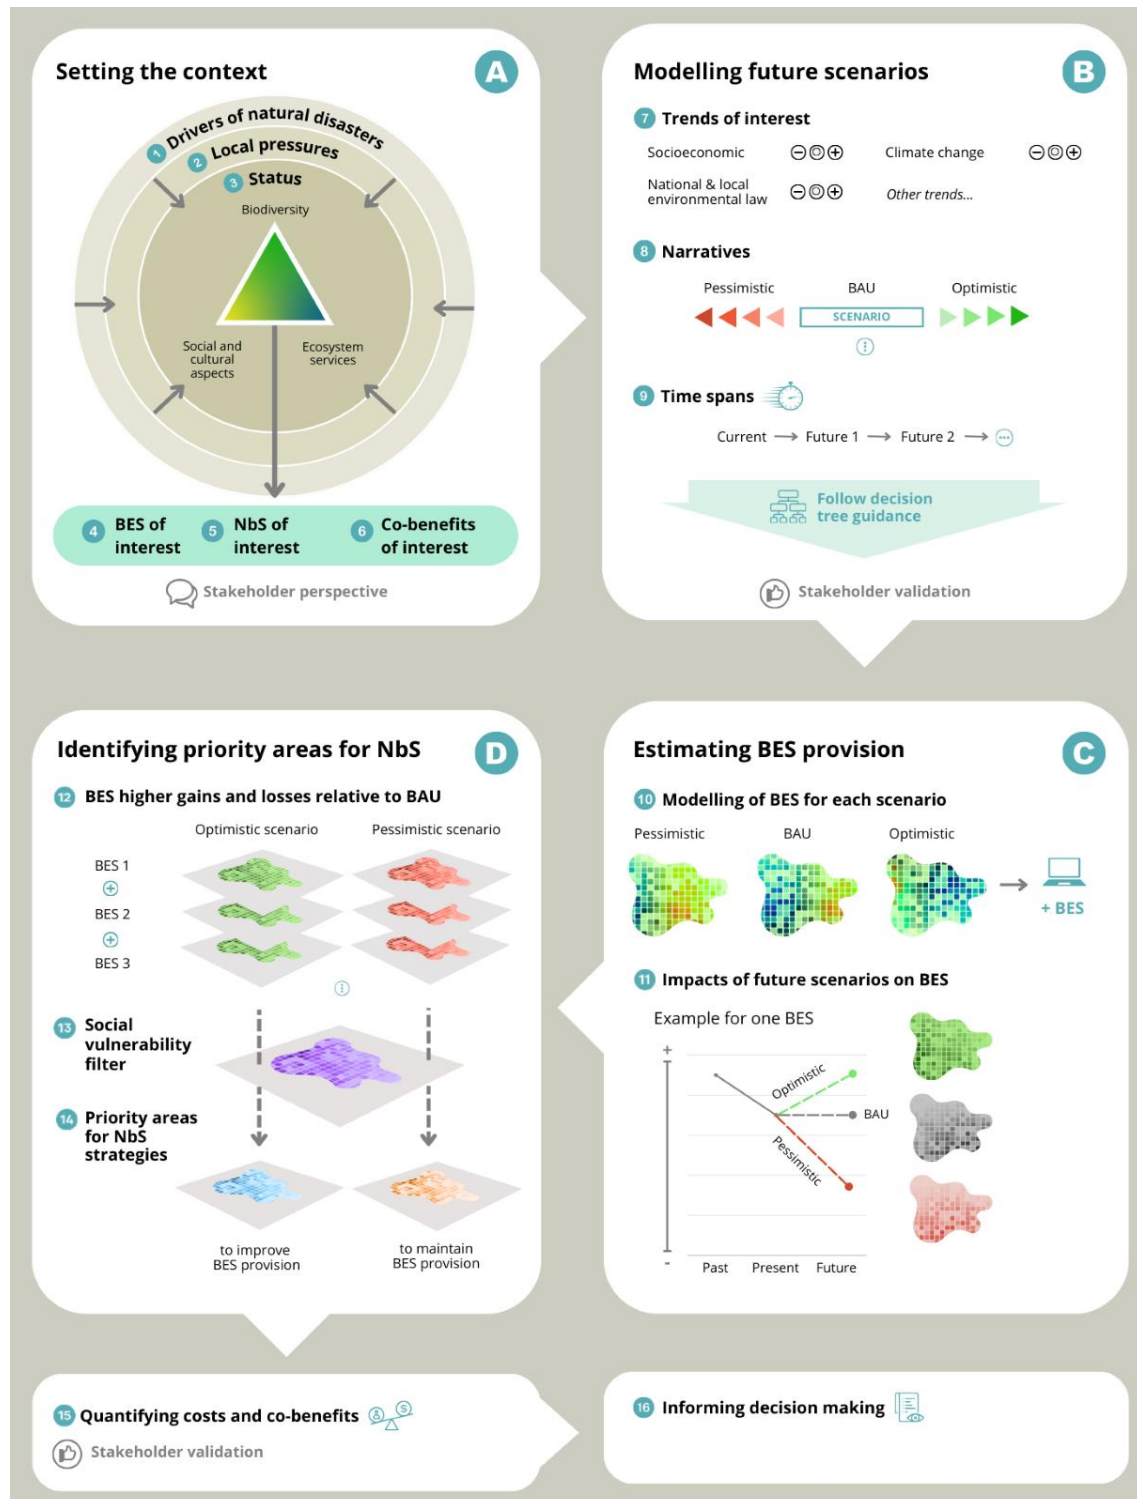 Setting the context
A
1 Drivers of natural disasters
2 Local pressures
3 Status
Biodiversity
Social and
cultural
aspects
Ecosystem
services
4 BES of
interest
5 NbS of
interest
6 Co-benefits
of interest
Stakeholder perspective
Modelling future scenarios
B
7 Trends of interest
Socioeconomic
Climate change
National & local
environmental law
Other trends...
8 Narratives
Pessimistic
BAU
Optimistic
SCENARIO
9 Time spans
Current
Future 1
Future 2
Follow decision
tree guidance
Stakeholder validation
Identifying priority areas for NbS
D
12 BES higher gains and losses relative to BAU
Optimistic scenario
Pessimistic scenario
BES 1
BES 2
BES 3
13 Social
vulnerability
filter
14 Priority areas
for NbS
strategies
to improve
BES provision
to maintain
BES provision
Estimating BES provision
C
10 Modelling of BES for each scenario
Pessimistic
BAU
Optimistic
+ BES
11 Impacts of future scenarios on BES
Example for one BES
+
Optimistic
BAU
Pessimistic
-
Past
Present
Future
15 Quantifying costs and co-benefits
$
Stakeholder validation
16 Informing decision making